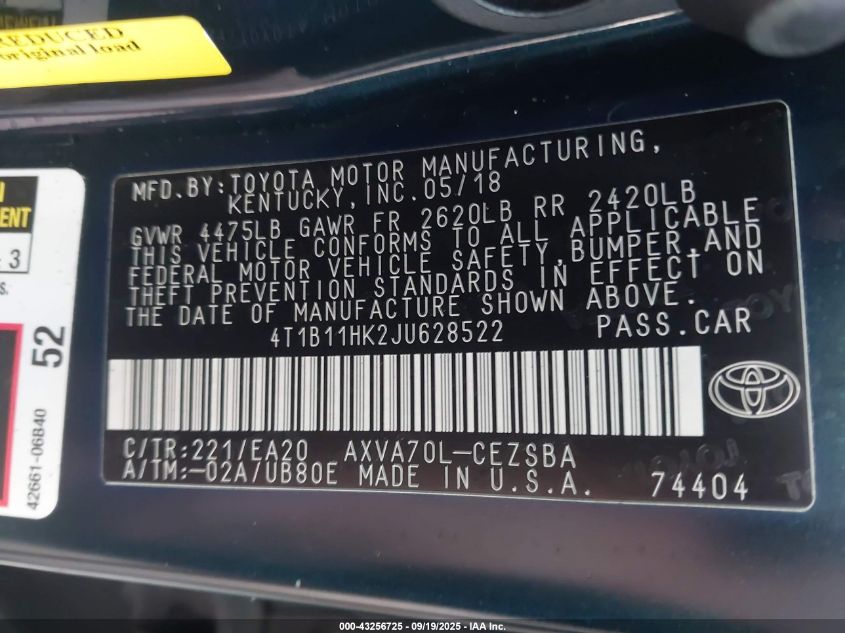 REDUCED
original load
MFD. BY: TOYOTA MOTOR MANUFACTURING,
KENTUCKY, INC. 05/18
GVWR 4475LB GAWR FR 2620LB RR 2420LB
THIS VEHICLE CONFORMS TO ALL APPLICABLE
FEDERAL MOTOR VEHICLE SAFETY, BUMPER, AND
THEFT PREVENTION STANDARDS IN EFFECT ON
THE DATE OF MANUFACTURE SHOWN ABOVE.
4T1B11HK2JU628522 PASS. CAR
C/TR: 221/EA20 AXVA70L-CEZSBA
A/TM: -02A/UB80E MADE IN U.S.A. 74404
3
52
42661-06B40
000-43256725 - 09/19/2025 - IAA Inc.